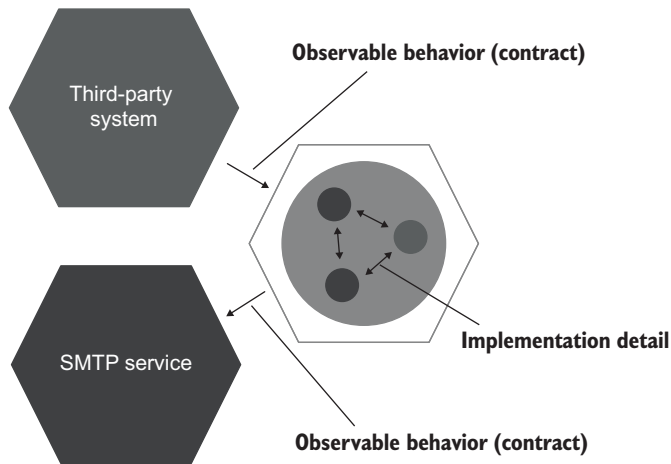 Observable behavior (contract)
Third-party
system
Implementation detail
SMTP service
Observable behavior (contract)